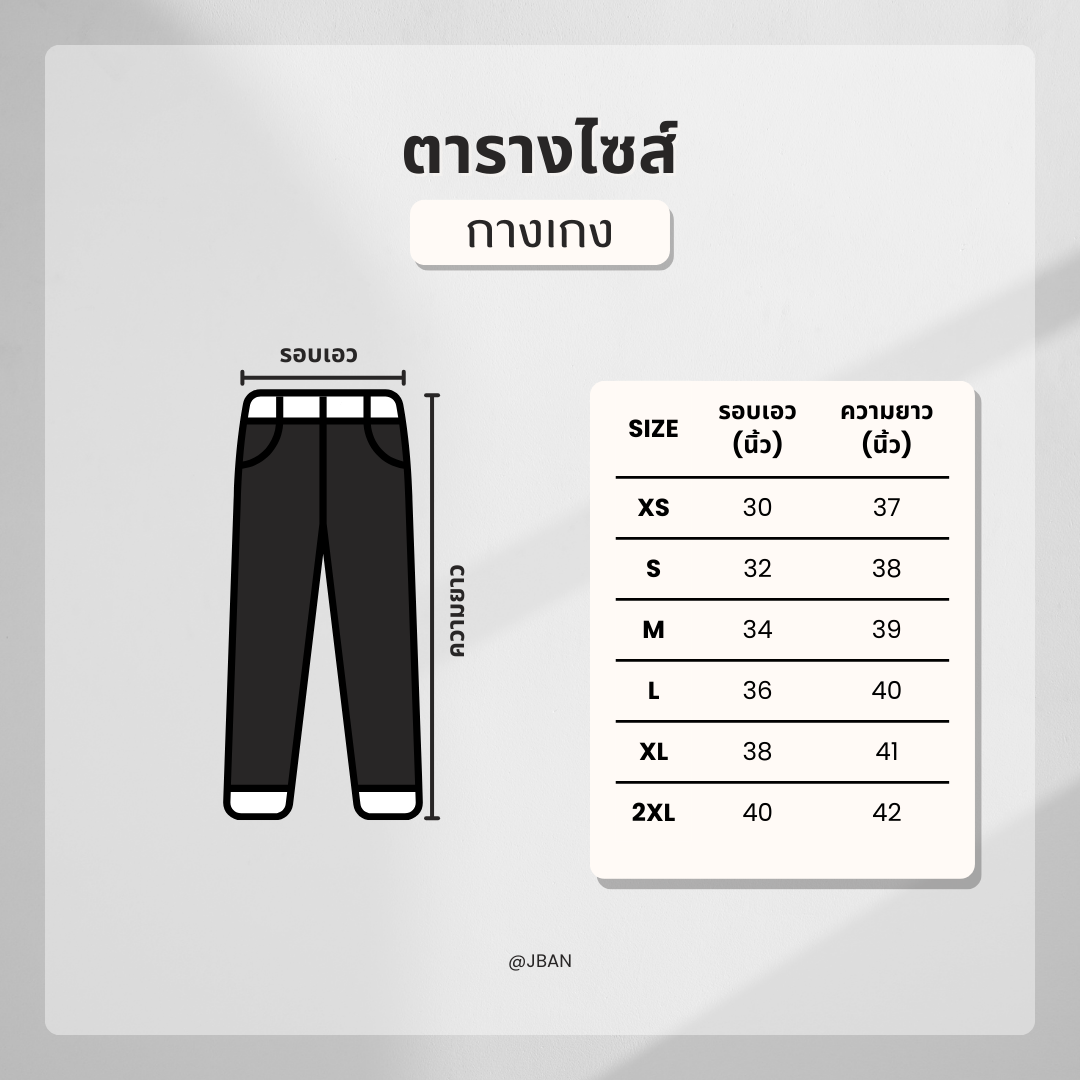 ตารางไซส์
กางเกง
รอบเอว
ความยาว
SIZE รอบเอว (นิ้ว) ความยาว (นิ้ว)
XS 30 37
S 32 38
M 34 39
L 36 40
XL 38 41
2XL 40 42
@JBAN